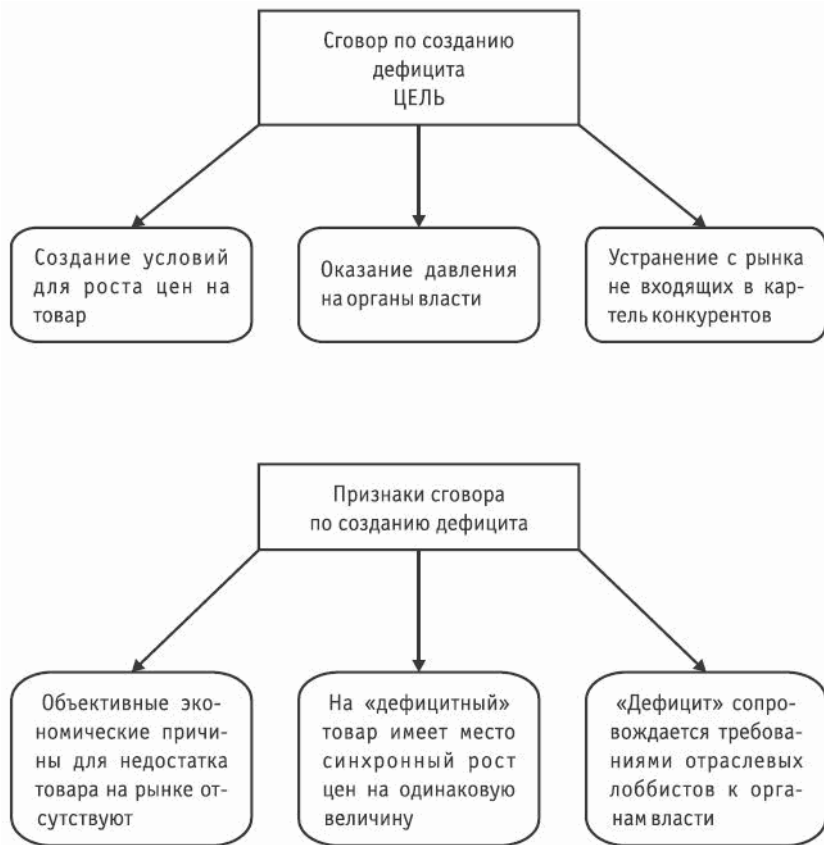 Сговор по созданию
дефицита
ЦЕЛЬ
Создание условий
для роста цен на
товар
Оказание давления
на органы власти
Устранение с рынка
не входящих в кар-
тель конкурентов
Признаки сговора
по созданию дефицита
Объективные эко-
номические причи-
ны для недостатка
товара на рынке от-
сутствуют
На «дефицитный»
товар имеет место
синхронный рост
цен на одинаковую
величину
«Дефицит» сопро-
вождается требова-
ниями отраслевых
лоббистов к орга-
нам власти